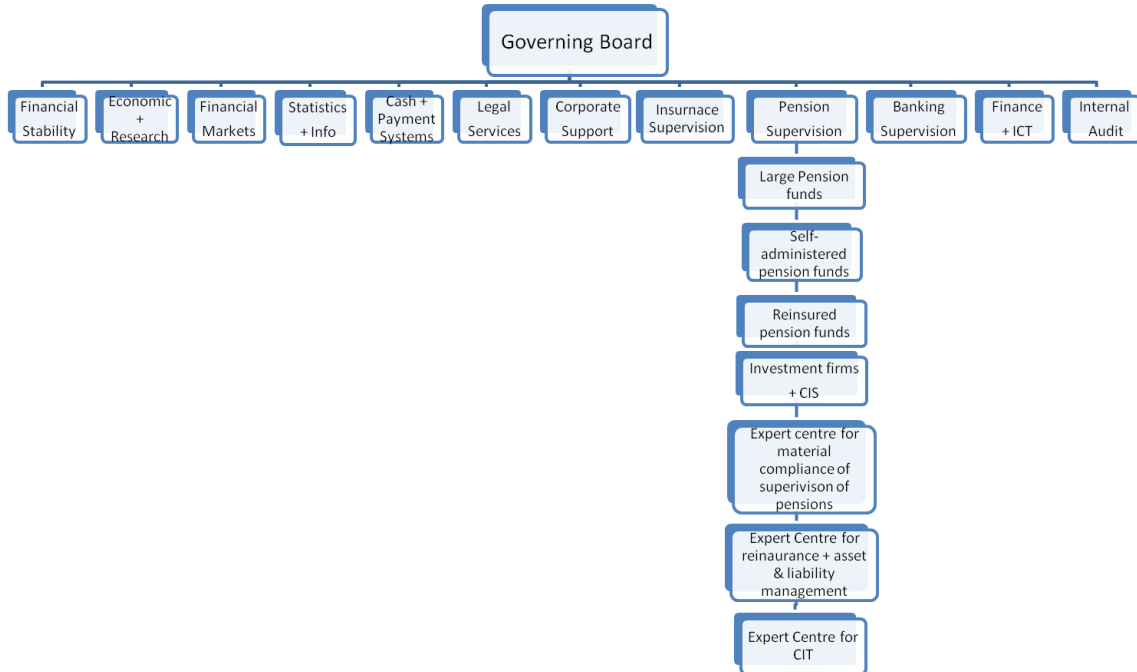 Governing Board
Financial
Stability
Economic
+
Research
Financial
Markets
Statistics
+ Info
Cash +
Payment
Systems
Legal
Services
Corporate
Support
Insurnace
Supervision
Pension
Supervision
Banking
Supervision
Finance
+ ICT
Internal
Audit
Large Pension
funds
Self-
administered
pension funds
Reinsured
pension funds
Investment firms
+ CIS
Expert centre for
material
compliance of
superivison of
pensions
Expert Centre for
reinaurance + asset
& liability
management
Expert Centre for
CIT